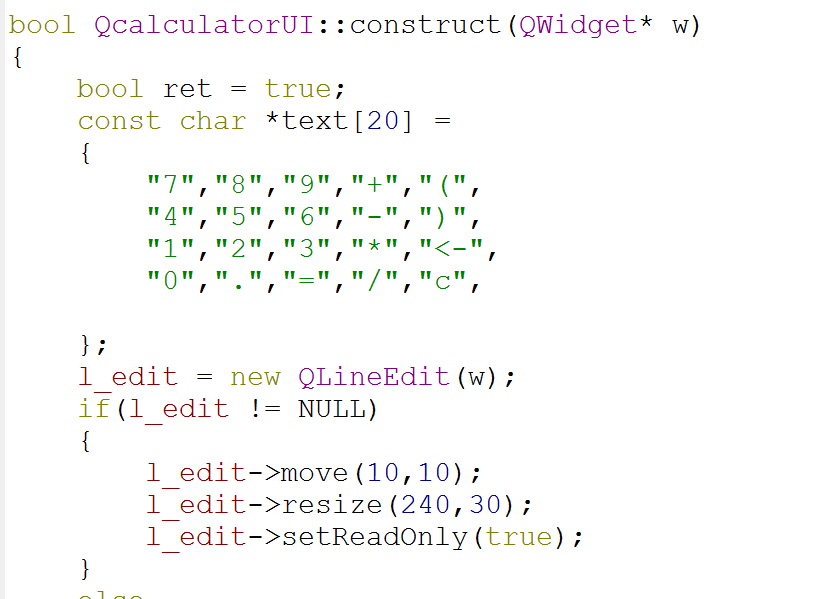 bool QcalculatorUI::construct(QWidget* w)
{
    bool ret = true;
    const char *text[20] =
    {
        "7","8","9","+","(",
        "4","5","6","-",")",
        "1","2","3","*","<-",
        "0",".","=","/","c",

    };
    l_edit = new QLineEdit(w);
    if(l_edit != NULL)
    {
        l_edit->move(10,10);
        l_edit->resize(240,30);
        l_edit->setReadOnly(true);
    }
    else